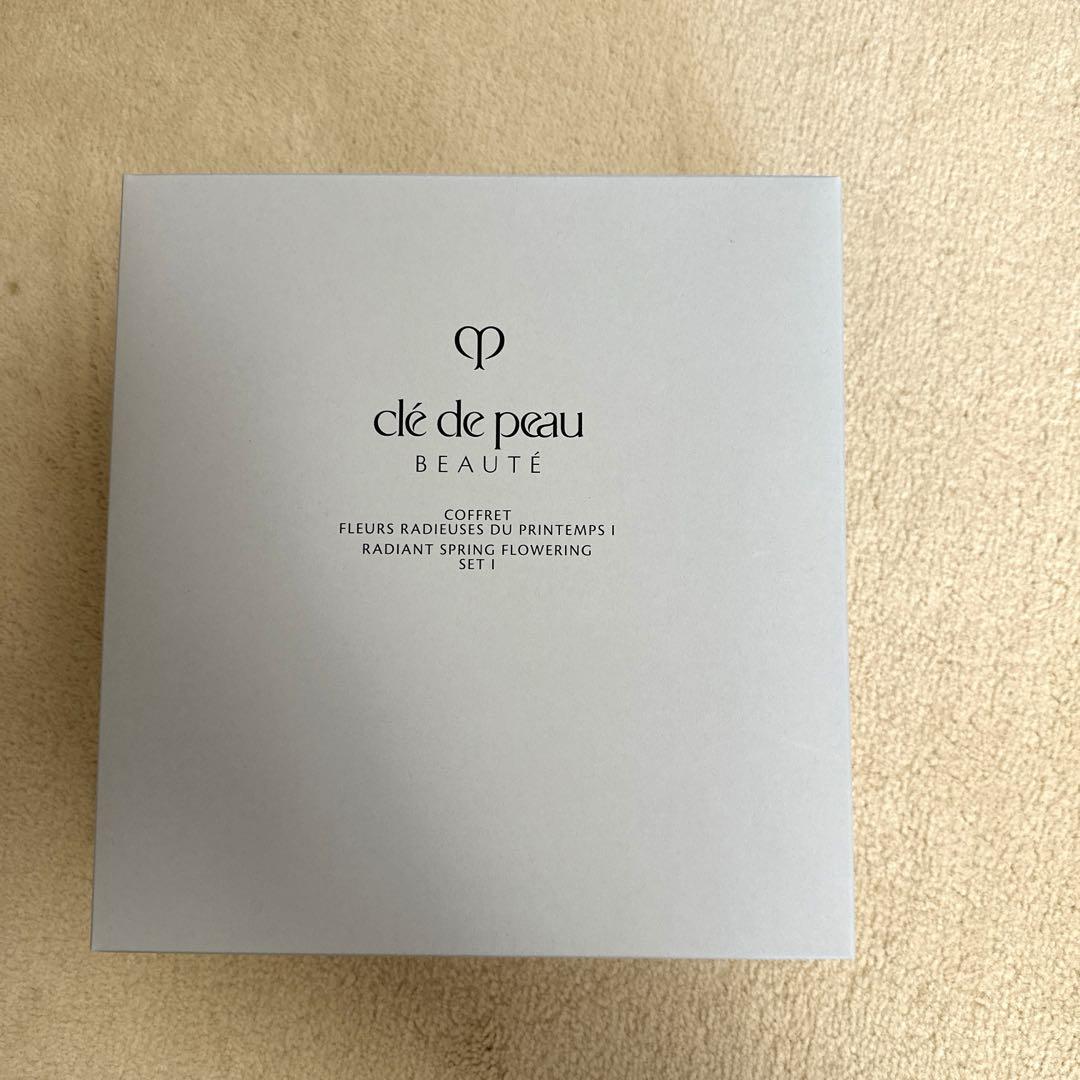 clé de peau
BEAUTÉ
COFFRET
FLEURS RADIEUSES DU PRINTEMPS I
RADIANT SPRING FLOWERING
SET I